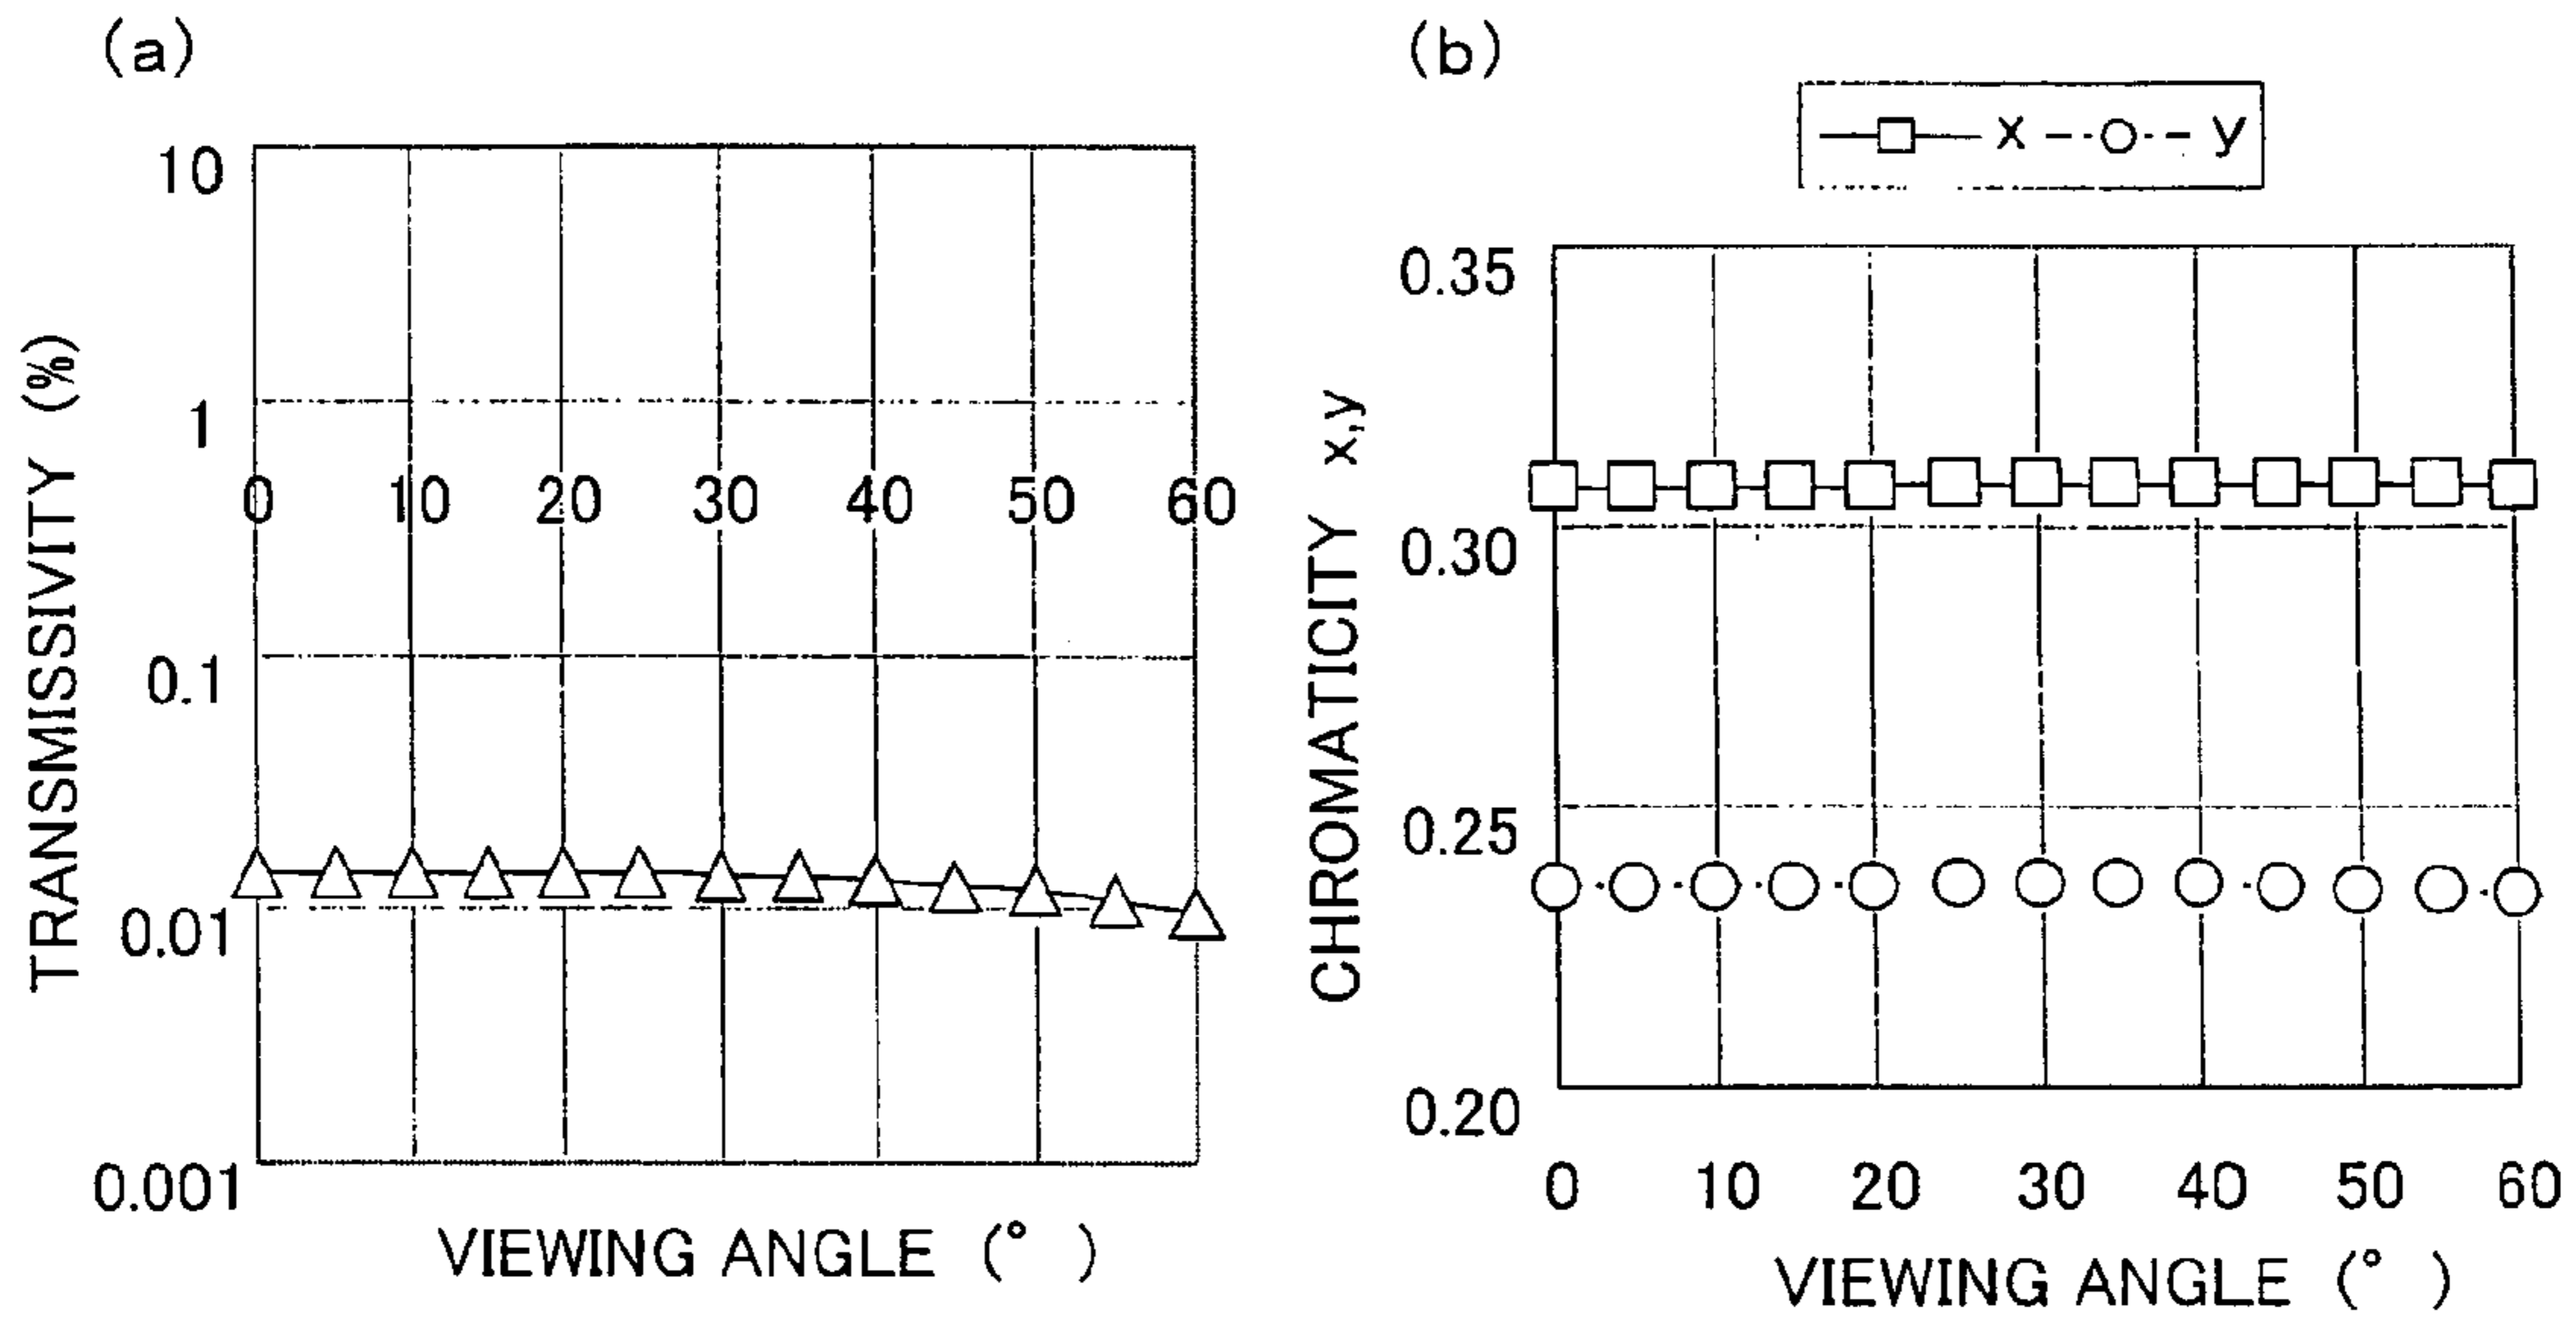 (a)
10
1
0 10 20 30 40 50 60
0.1
0.01
0.001
TRANSMISSIVITY (%)
VIEWING ANGLE (° )
(b)
x y
0.35
0.30
0.25
0.20
CHROMATICITY x,y
0 10 20 30 40 50 60
VIEWING ANGLE (° )